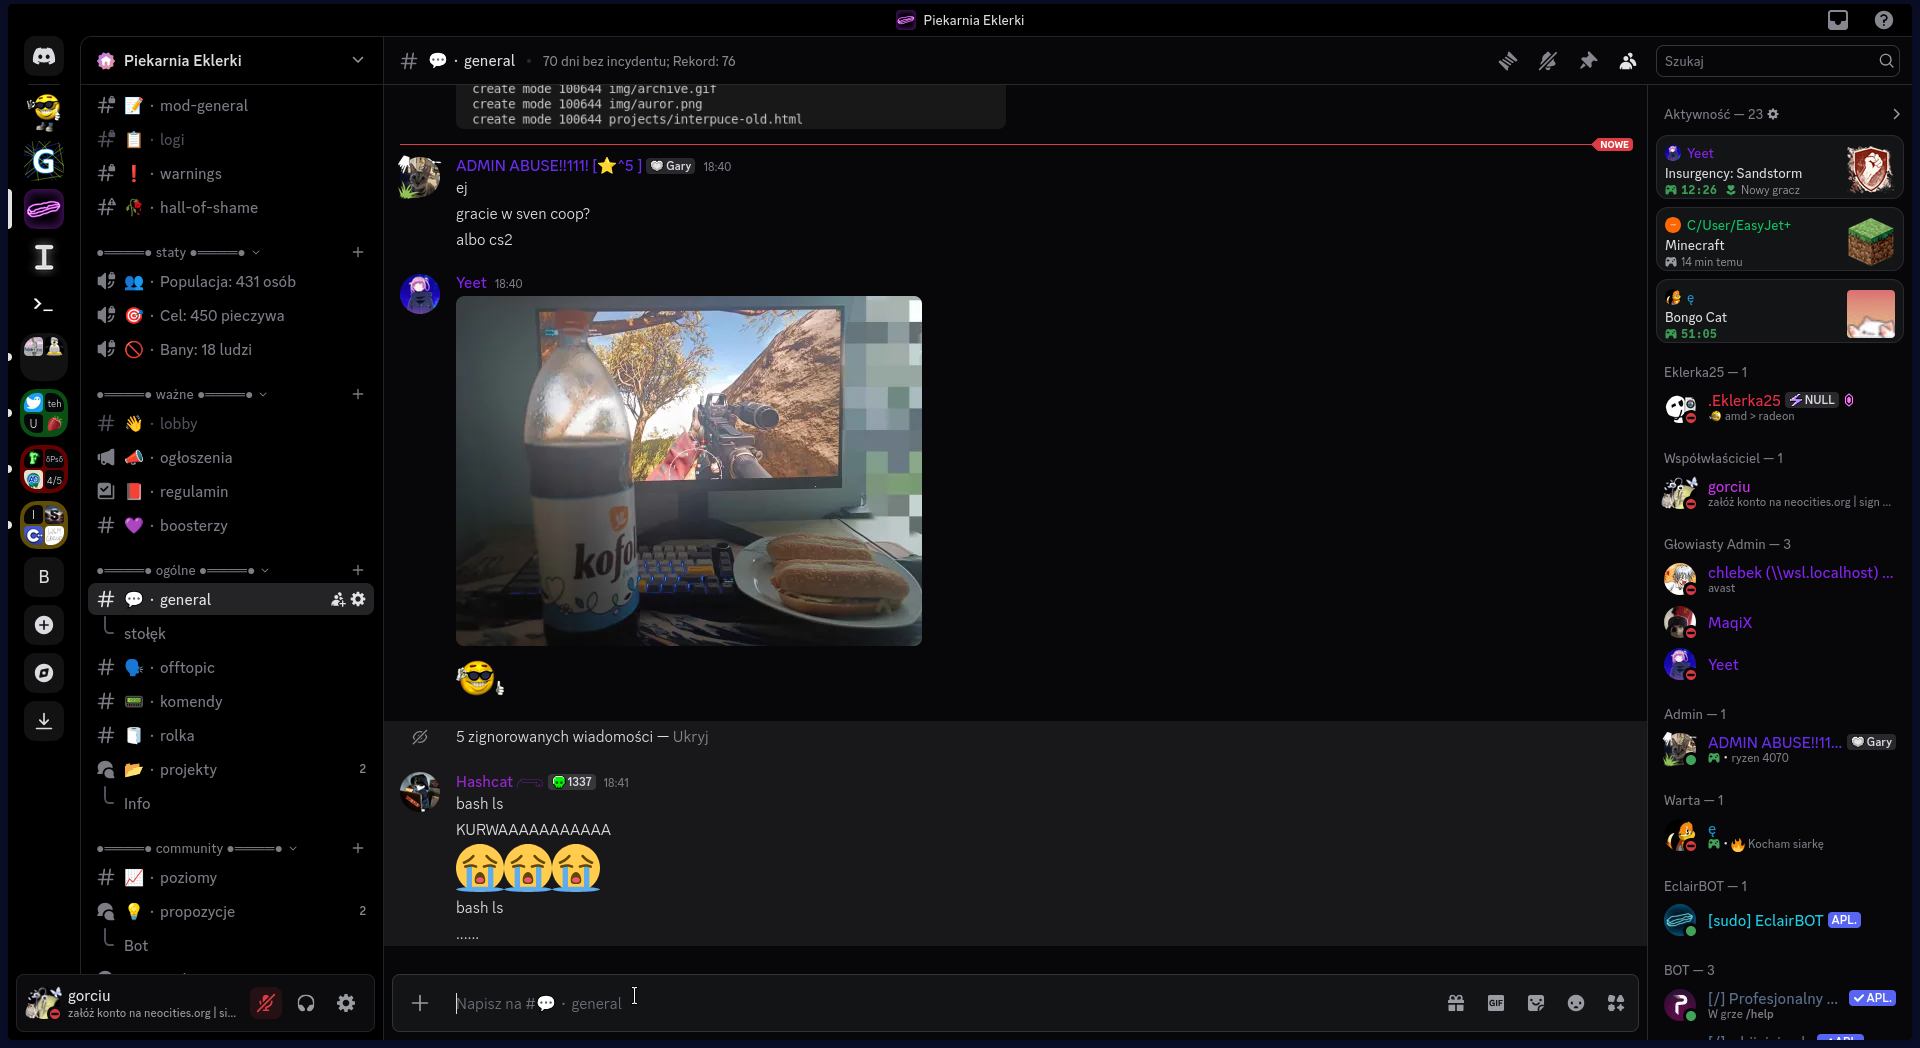 Piekarnia Eklerki
Piekarnia Eklerki
mod-general
logi
warnings
hall-of-shame
staty
Populacja: 431 osób
Cel: 450 pieczywa
Bany: 18 ludzi
ważne
lobby
ogłoszenia
regulamin
boosterzy
ogólne
general
stołęk
offtopic
komendy
rolka
projekty 2
Info
community
poziomy
propozycje 2
Bot
teh
U
4/5
I
B
gorciu
załóż konto na neocities.org | si...
# · general • 70 dni bez incydentu; Rekord: 76
Szukaj
create mode 100644 img/archive.gif
create mode 100644 img/auror.png
create mode 100644 projects/interpuce-old.html
NOWE
ADMIN ABUSE!!111! [⭐^5 ] Gary 18:40
ej
gracie w sven coop?
albo cs2
Yeet 18:40
kofo
5 zignorowanych wiadomości — Ukryj
Hashcat 1337 18:41
bash ls
KURWAAAAAAAAAAA
😭😭😭
bash ls
......
Napisz na #💬 · general
GIF
Aktywność — 23
Yeet
Insurgency: Sandstorm
12:26 Nowy gracz
C/User/EasyJet+
Minecraft
14 min temu
ę
Bongo Cat
51:05
Eklerka25 — 1
.Eklerka25 NULL
amd > radeon
Współwłaściciel — 1
gorciu
załóż konto na neocities.org | sign ...
Głowiasty Admin — 3
chlebek (\\wsl.localhost) ...
avast
MaqiX
Yeet
Admin — 1
ADMIN ABUSE!!11... Gary
• ryzen 4070
Warta — 1
ę
• 🔥 Kocham siarkę
EclairBOT — 1
[sudo] EclairBOT APL.
BOT — 3
[/] Profesjonalny ... APL.
W grze /help